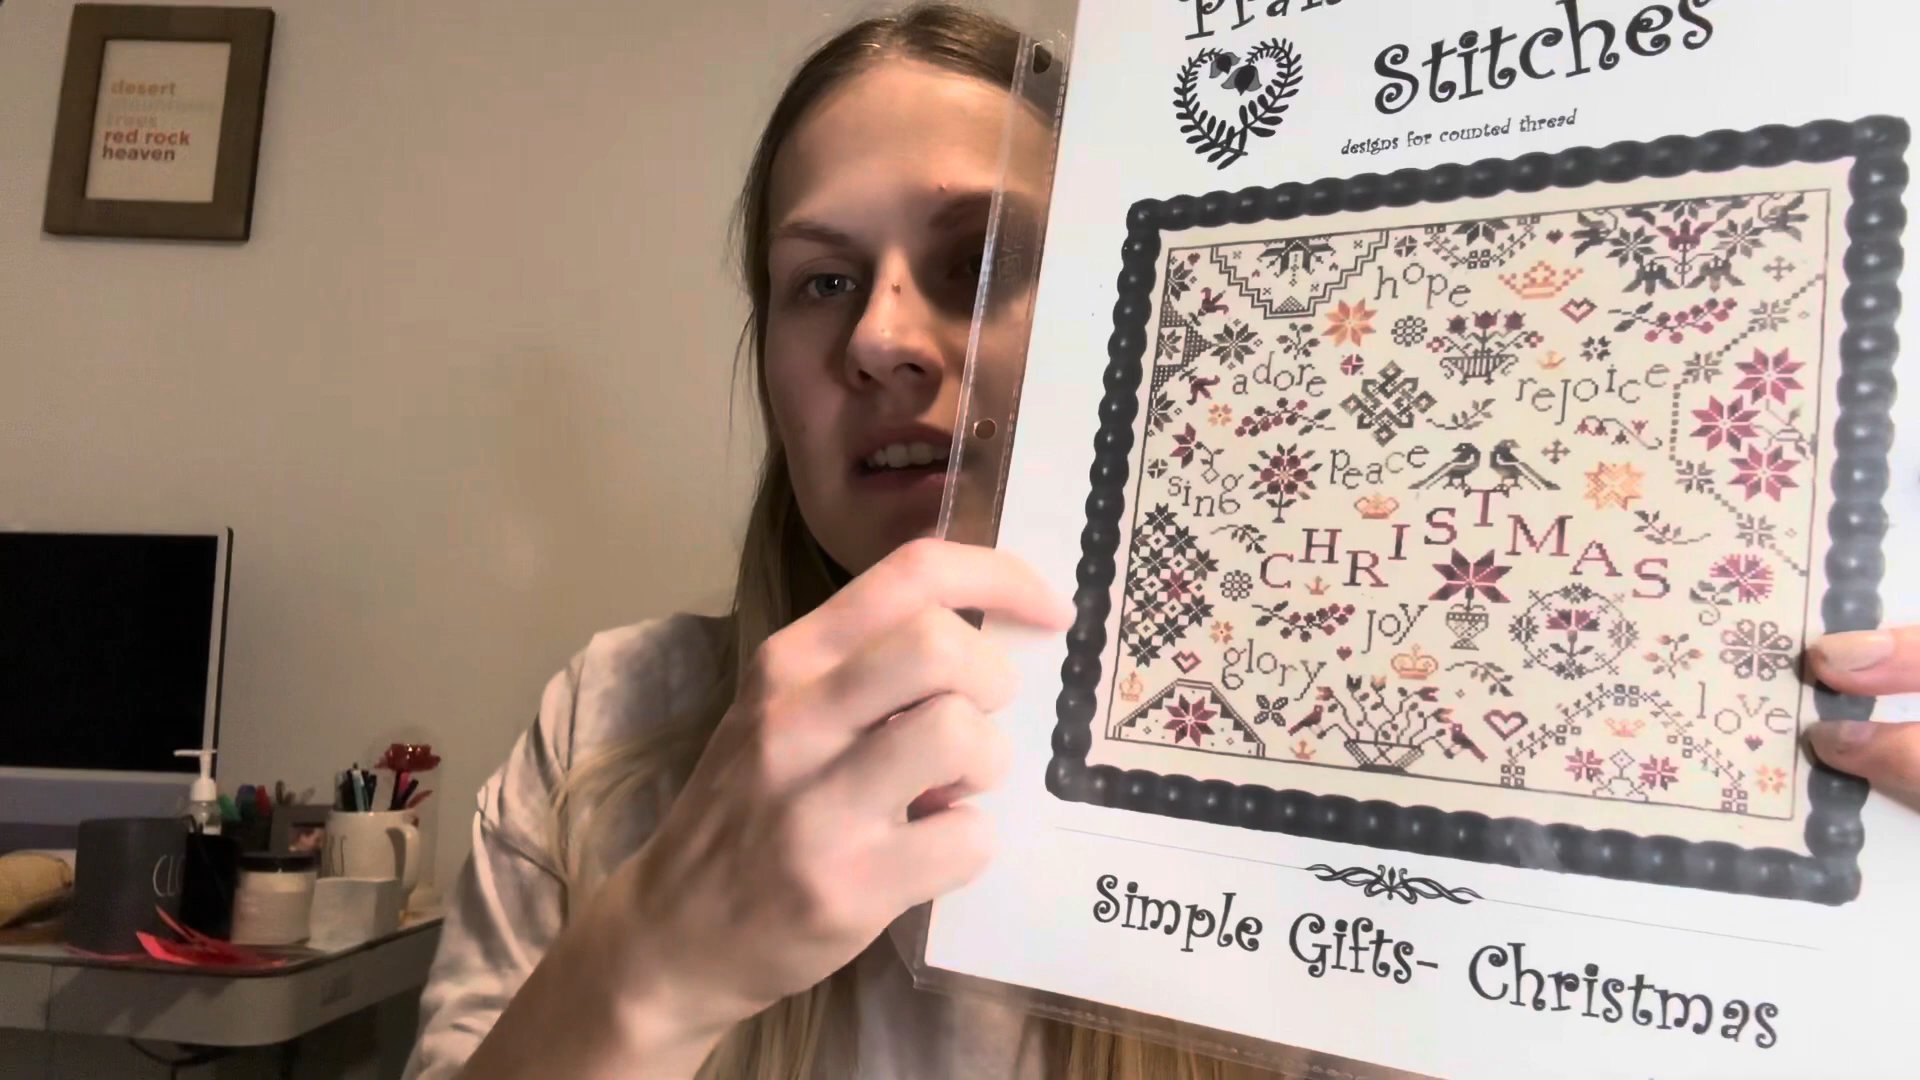 desert
trees
red rock
heaven
Stitches
designs for counted thread
hope
adore
rejoice
peace
sing
CHRISTMAS
joy
glory
love
Simple Gifts- Christmas